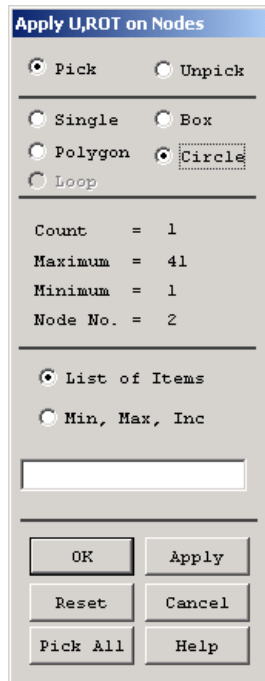 Apply U,ROT on Nodes
Pick Unpick
Single Box
Polygon Circle
Loop
Count = 1
Maximum = 41
Minimum = 1
Node No. = 2
List of Items
Min, Max, Inc
OK Apply
Reset Cancel
Pick All Help